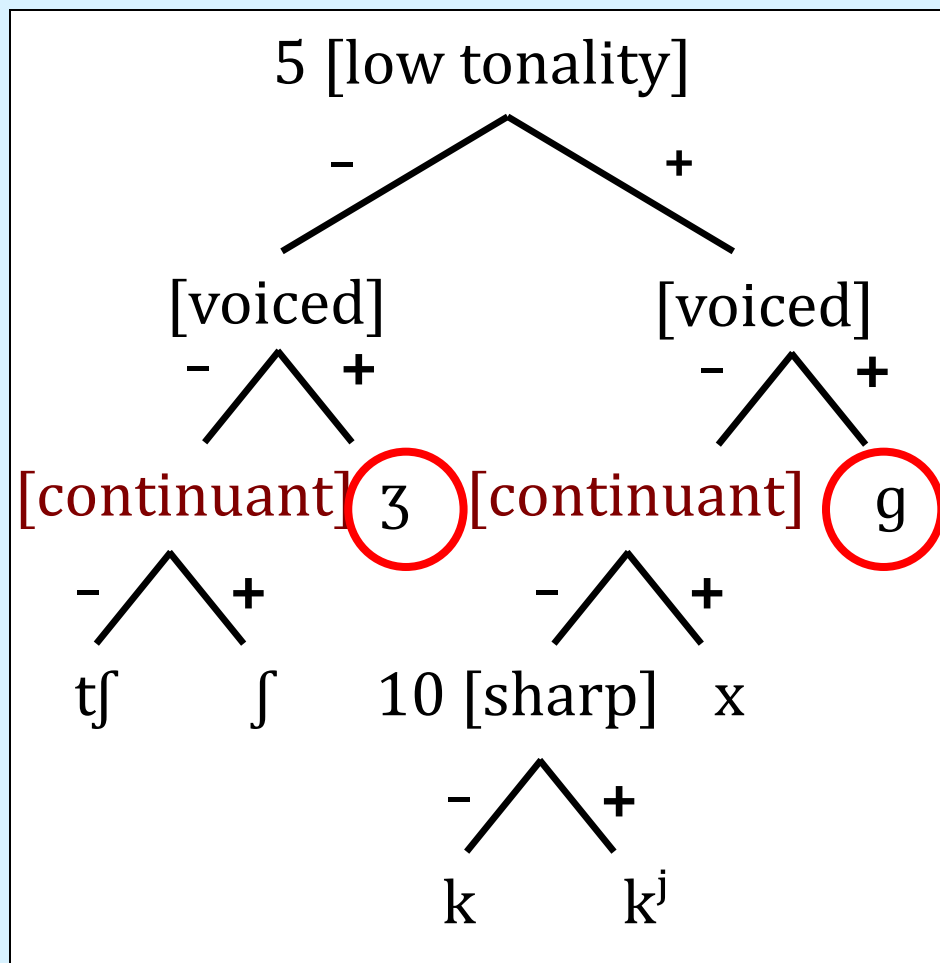 5 [low tonality]
– +
[voiced] [voiced]
– + – +
[continuant] ʒ [continuant] g
– + – +
tʃ ʃ 10 [sharp] x
– +
k kʲ